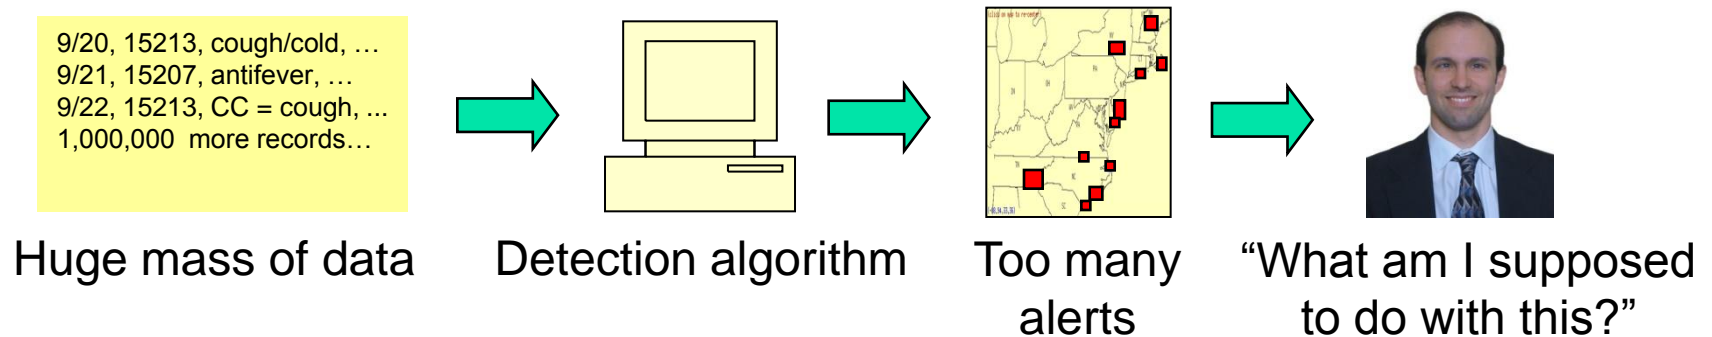 9/20, 15213, cough/cold, …
9/21, 15207, antifever, …
9/22, 15213, CC = cough, ...
1,000,000 more records…
Huge mass of data
Detection algorithm
Too many
alerts
“What am I supposed
to do with this?”